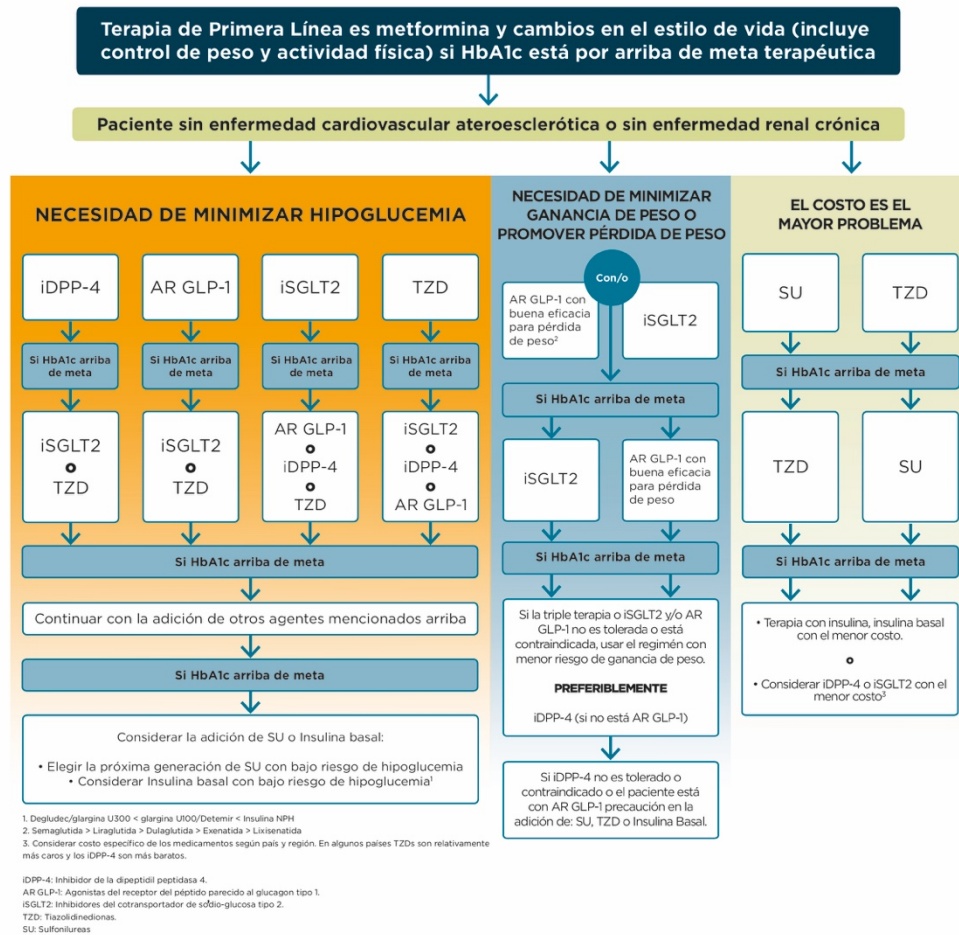 Terapia de Primera Línea es metformina y cambios en el estilo de vida (incluye
control de peso y actividad física) si HbA1c está por arriba de meta terapéutica
Paciente sin enfermedad cardiovascular ateroesclerótica o sin enfermedad renal crónica
NECESIDAD DE MINIMIZAR HIPOGLUCEMIA
iDPP-4
AR GLP-1
iSGLT2
TZD
Si HbA1c arriba
de meta
Si HbA1c arriba
de meta
Si HbA1c arriba
de meta
Si HbA1c arriba
de meta
iSGLT2
o
TZD
iSGLT2
o
TZD
AR GLP-1
o
iDPP-4
o
TZD
iSGLT2
o
iDPP-4
o
AR GLP-1
Si HbA1c arriba de meta
Continuar con la adición de otros agentes mencionados arriba
Si HbA1c arriba de meta
Considerar la adición de SU o Insulina basal:
• Elegir la próxima generación de SU con bajo riesgo de hipoglucemia
• Considerar Insulina basal con bajo riesgo de hipoglucemia¹
NECESIDAD DE MINIMIZAR
GANANCIA DE PESO O
PROMOVER PÉRDIDA DE PESO
Con/o
AR GLP-1 con
buena eficacia
para pérdida
de peso²
iSGLT2
Si HbA1c arriba de meta
iSGLT2
AR GLP-1 con
buena eficacia
para pérdida
de peso
Si HbA1c arriba de meta
Si la triple terapia o iSGLT2 y/o AR
GLP-1 no es tolerada o está
contraindicada, usar el regimén con
menor riesgo de ganancia de peso.
PREFERIBLEMENTE
iDPP-4 (si no está AR GLP-1)
Si iDPP-4 no es tolerado o
contraindicado o el paciente está
con AR GLP-1 precaución en la
adición de: SU, TZD o Insulina Basal.
EL COSTO ES EL
MAYOR PROBLEMA
SU
TZD
Si HbA1c arriba de meta
TZD
SU
Si HbA1c arriba de meta
• Terapia con insulina, insulina basal
con el menor costo.
o
• Considerar iDPP-4 o iSGLT2 con el
menor costo³
1. Degludec/glargina U300 < glargina U100/Detemir < Insulina NPH
2. Semaglutida > Liraglutida > Dulaglutida > Exenatida > Lixisenatida
3. Considerar costo específico de los medicamentos según país y región. En algunos países TZDs son relativamente
más caros y los iDPP-4 son más baratos.
iDPP-4: Inhibidor de la dipeptidil peptidasa 4.
AR GLP-1: Agonistas del receptor del péptido parecido al glucagon tipo 1.
iSGLT2: Inhibidores del cotransportador de sodio-glucosa tipo 2.
TZD: Tiazolidinedionas.
SU: Sulfonilureas